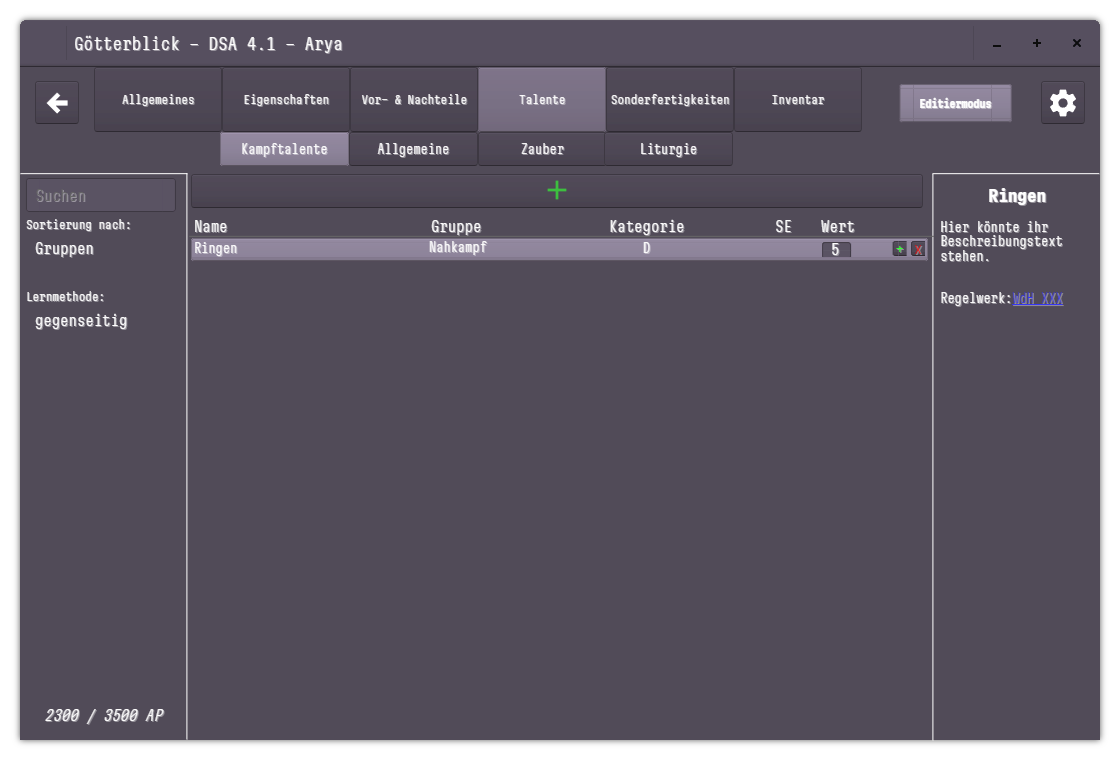 Götterblick - DSA 4.1 - Arya
Allgemeines Eigenschaften Vor- & Nachteile Talente Sonderfertigkeiten Inventar Editiermodus
Kampftalente Allgemeine Zauber Liturgie
Suchen
Sortierung nach:
Gruppen
Lernmethode:
gegenseitig
2300 / 3500 AP
+
Name Gruppe Kategorie SE Wert
Ringen Nahkampf D 5 + x
Ringen
Hier könnte ihr
Beschreibungstext
stehen.
Regelwerk: WdH XXX